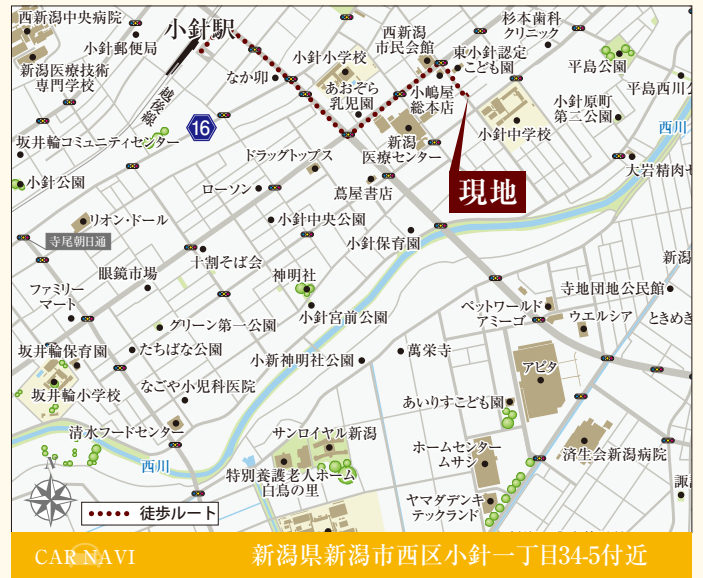 西新潟中央病院
小針駅
小針郵便局
新潟医療技術
専門学校
越後線
16
坂井輪コミュニティセンター
小針公園
なか卯
小針小学校
あおぞら
乳児園
西新潟
市民会館
杉本歯科
クリニック
東小針認定
こども園
平島公園
小嶋屋
総本店
平島西川公
小針原町
第二公園
西川
小針中学校
新潟
医療センター
大岩精肉セ
ドラッグトップス
ローソン
蔦屋書店
現地
リオン・ドール
寺尾朝日通
小針中央公園
小針保育園
十割そば会
新潟
眼鏡市場
神明社
ファミリー
マート
寺地団地公民館
ペットワールド
アミーゴ
ウエルシア
ときめき
グリーン第一公園
小針宮前公園
坂井輪保育園
たちばな公園
小新神明社公園
萬栄寺
アピタ
坂井輪小学校
なごや小児科医院
あいりすこども園
清水フードセンター
サンロイヤル新潟
ホームセンター
ムサシ
済生会新潟病院
西川
特別養護老人ホーム
白鳥の里
諏訪
ヤマダデンキ
テックランド
N
徒歩ルート
CAR NAVI
新潟県新潟市西区小針一丁目34-5付近